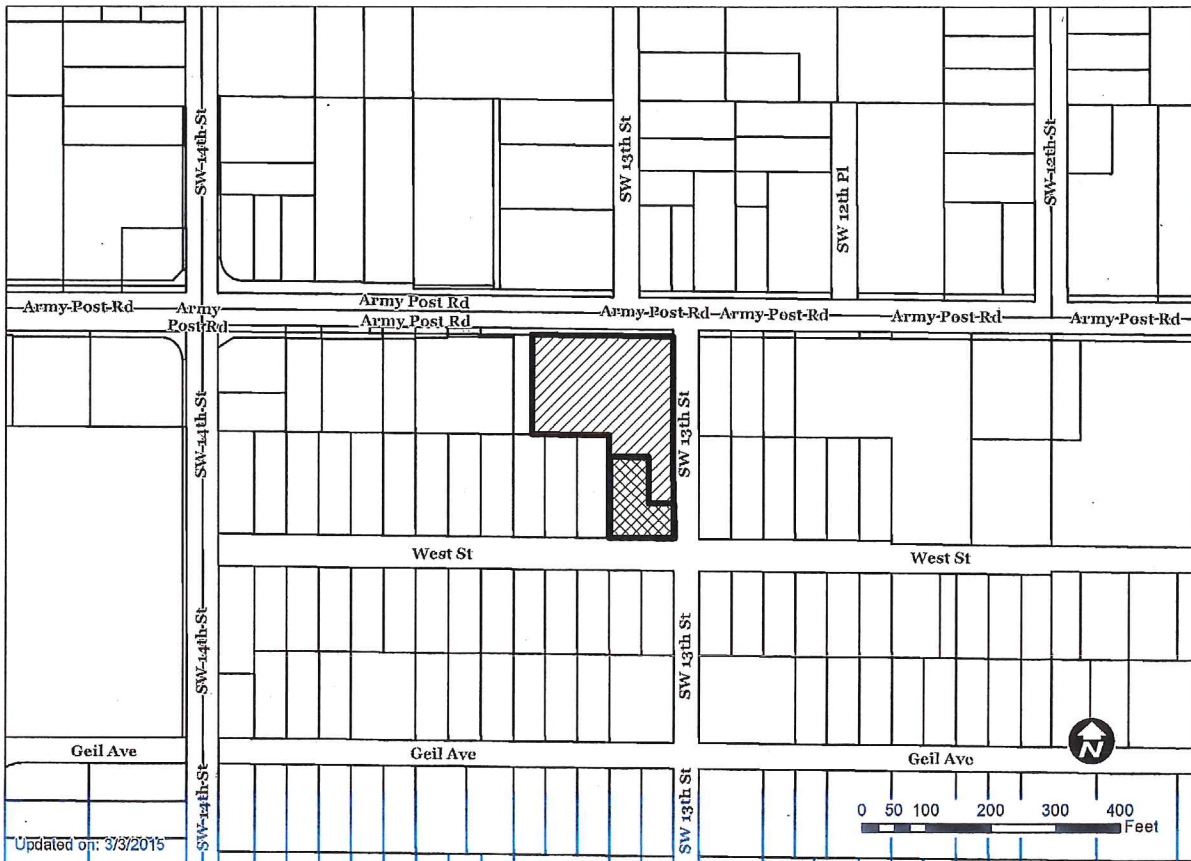 SW 14th St
SW 13th St
SW 12th Pl
SW 12th St
Army Post Rd
Army
Post Rd
Army Post Rd
Army Post Rd
Army Post Rd
Army Post Rd
Army Post Rd
Army Post Rd
SW 14th St
SW 13th St
West St
West St
SW 14th St
SW 13th St
Geil Ave
Geil Ave
Geil Ave
N
SW 14th St
SW 13th St
0 50 100 200 300 400
Feet
Updated on: 3/3/2015